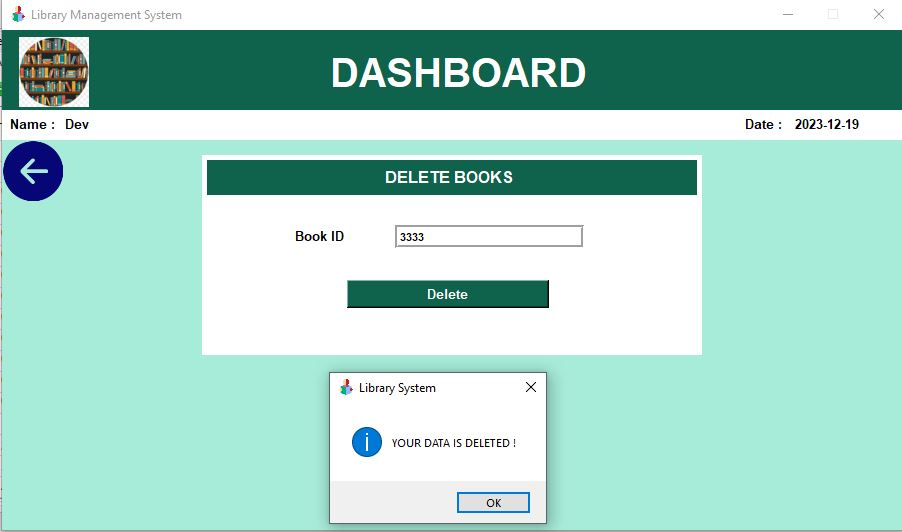 Library Management System
DASHBOARD
Name : Dev Date : 2023-12-19
DELETE BOOKS
Book ID 3333
Delete
Library System
YOUR DATA IS DELETED !
OK